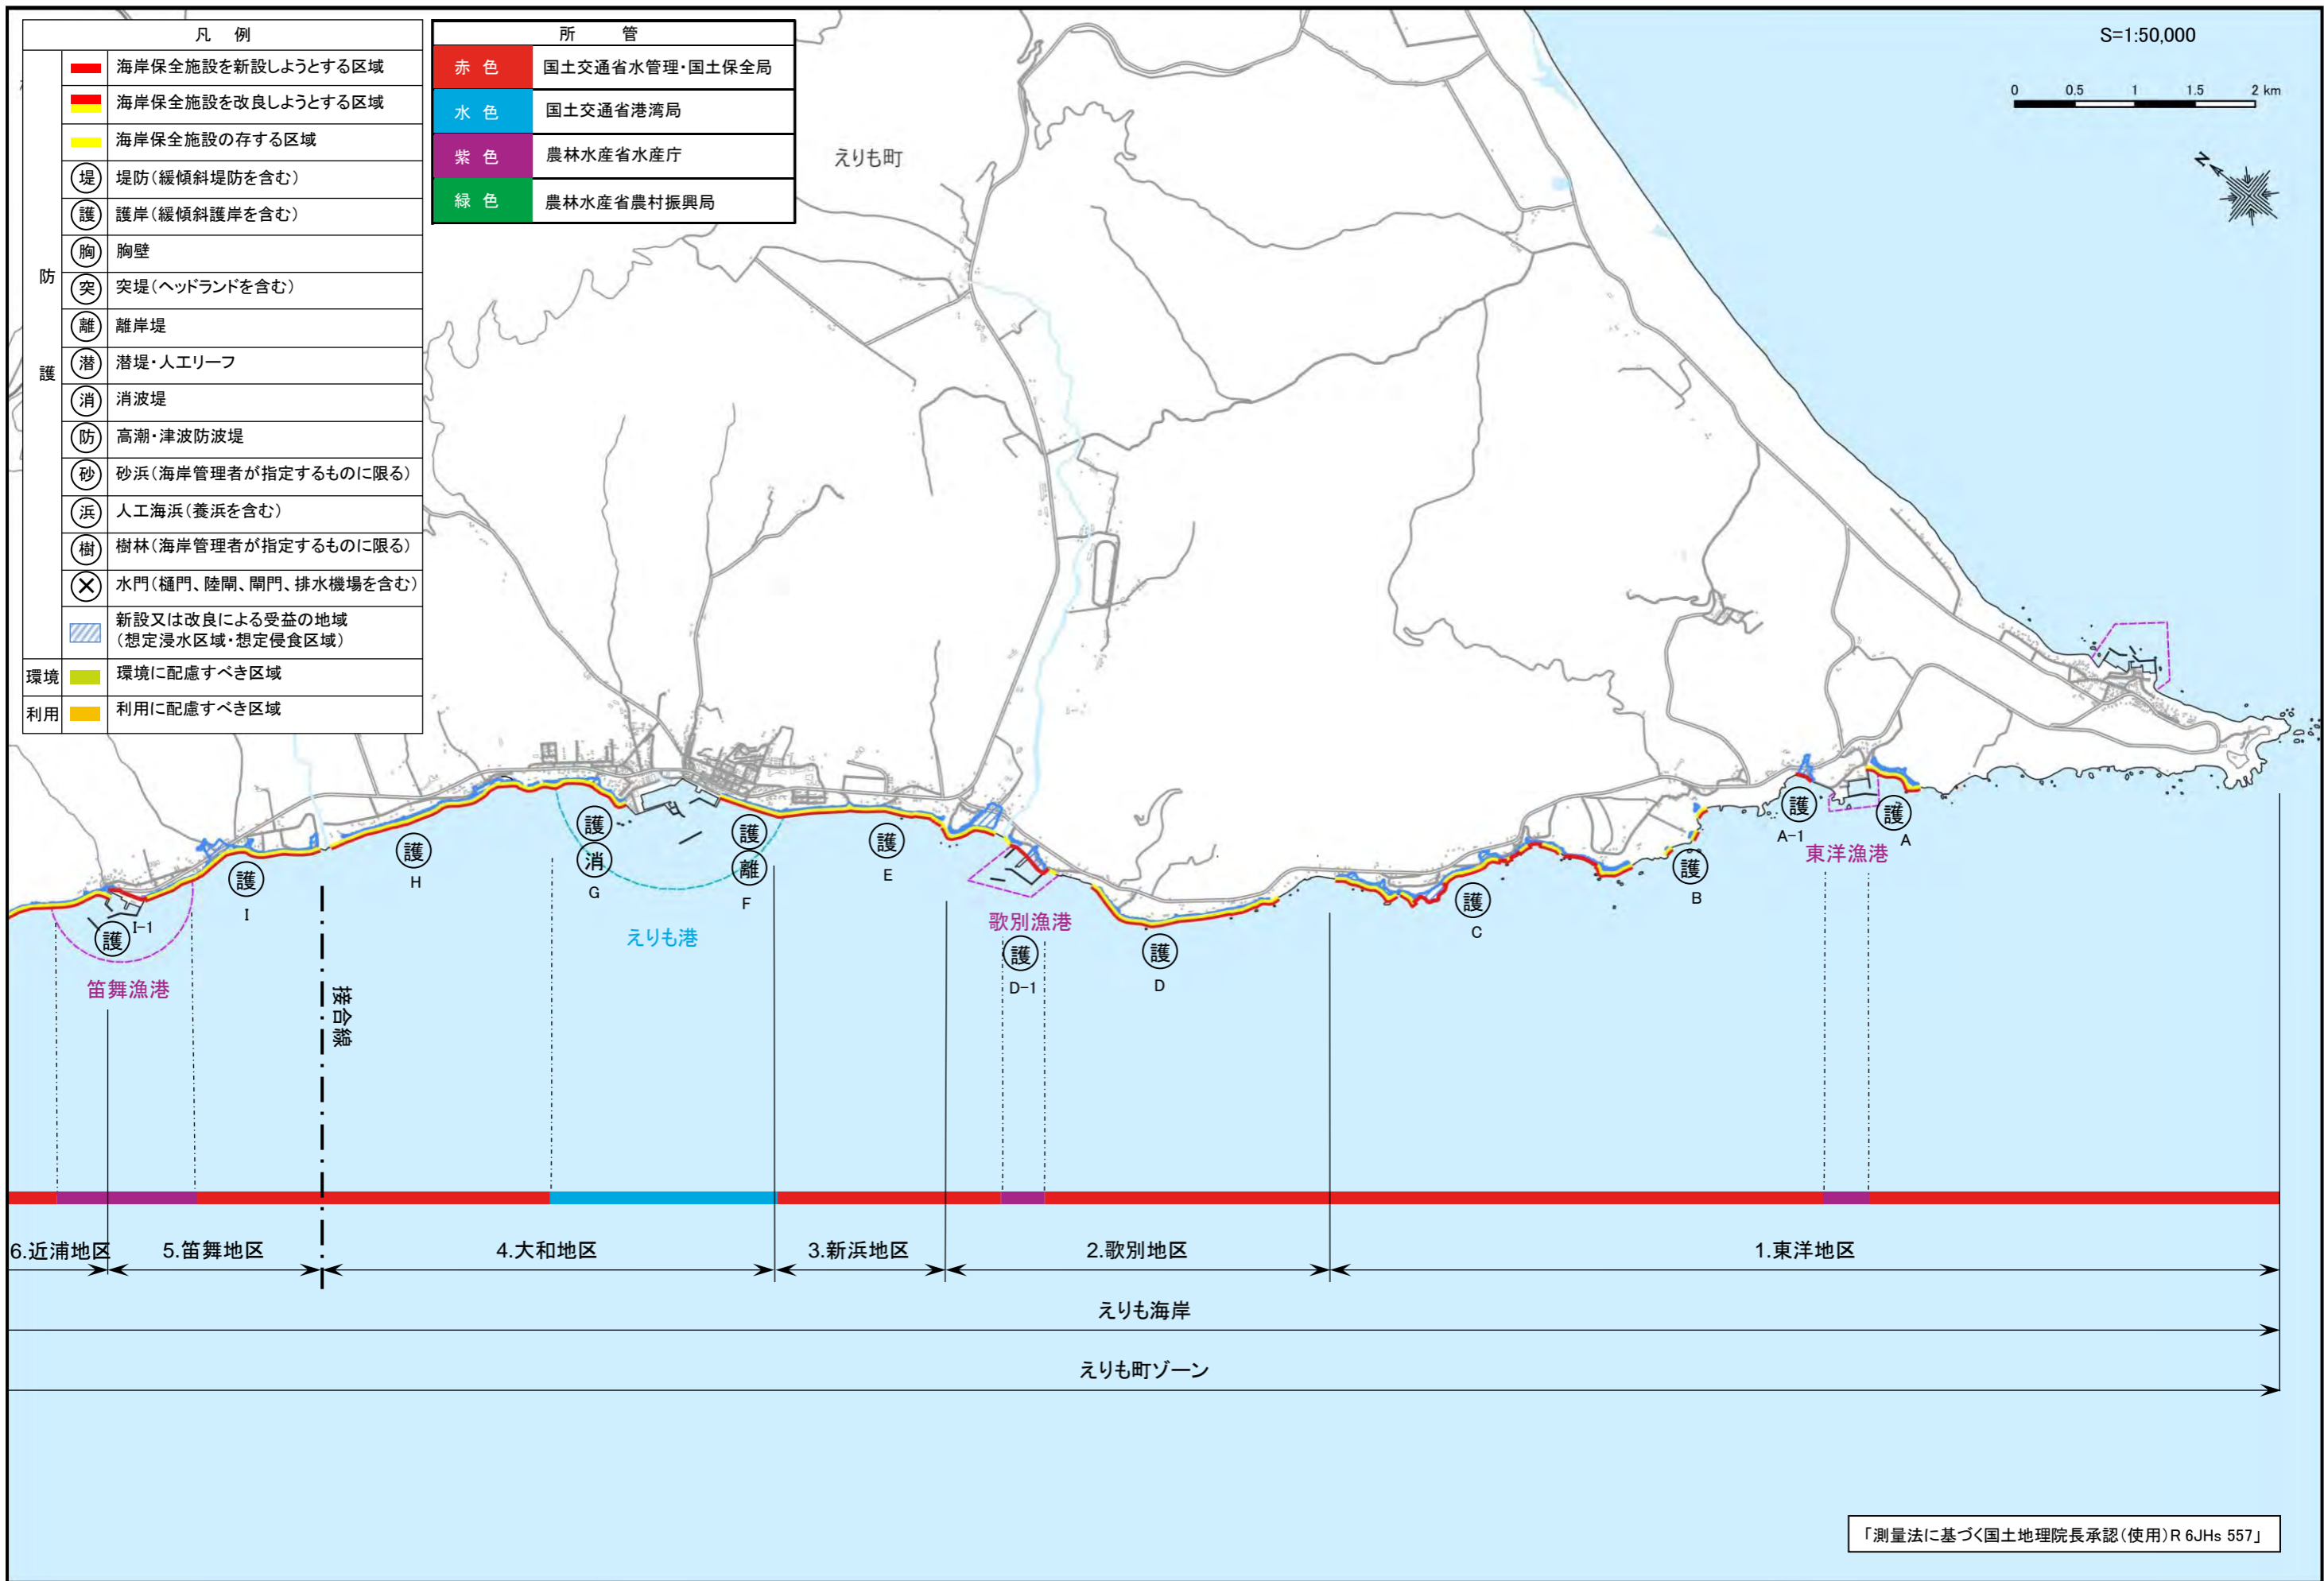 凡 例
防
護
海岸保全施設を新設しようとする区域
海岸保全施設を改良しようとする区域
海岸保全施設の存する区域
堤 堤防(緩傾斜堤防を含む)
護 護岸(緩傾斜護岸を含む)
胸 胸壁
突 突堤(ヘッドランドを含む)
離 離岸堤
潜 潜堤・人工リーフ
消 消波堤
防 高潮・津波防波堤
砂 砂浜(海岸管理者が指定するものに限る)
浜 人工海浜(養浜を含む)
樹 樹林(海岸管理者が指定するものに限る)
水門(樋門、陸閘、閘門、排水機場を含む)
新設又は改良による受益の地域
(想定浸水区域・想定侵食区域)
環境 環境に配慮すべき区域
利用 利用に配慮すべき区域
所 管
赤 色 国土交通省水管理・国土保全局
水 色 国土交通省港湾局
紫 色 農林水産省水産庁
緑 色 農林水産省農村振興局
S=1:50,000
0 0.5 1 1.5 2 km
N
えりも町
護
I-1
笛舞漁港
護
I
接合線
護
H
護
消
G
えりも港
護
離
F
護
E
歌別漁港
護
D-1
護
D
護
C
護
B
護
A-1
東洋漁港
護
A
6.近浦地区 5.笛舞地区 4.大和地区 3.新浜地区 2.歌別地区 1.東洋地区
えりも海岸
えりも町ゾーン
「測量法に基づく国土地理院長承認(使用)R 6JHs 557」